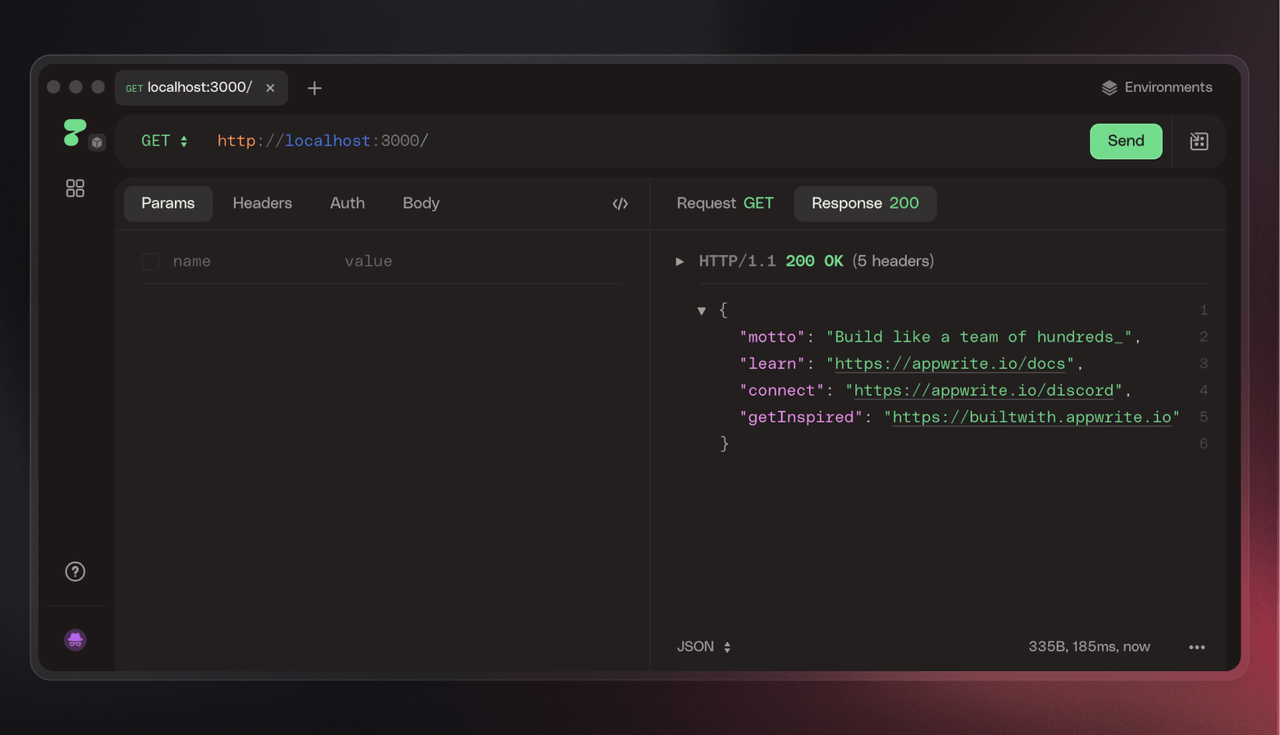 GET localhost:3000/
Environments
GET http://localhost:3000/
Send
Params Headers Auth Body
Request GET Response 200
name value
HTTP/1.1 200 OK (5 headers)
{ 1
"motto": "Build like a team of hundreds_", 2
"learn": "https://appwrite.io/docs", 3
"connect": "https://appwrite.io/discord", 4
"getInspired": "https://builtwith.appwrite.io" 5
} 6
JSON 335B, 185ms, now